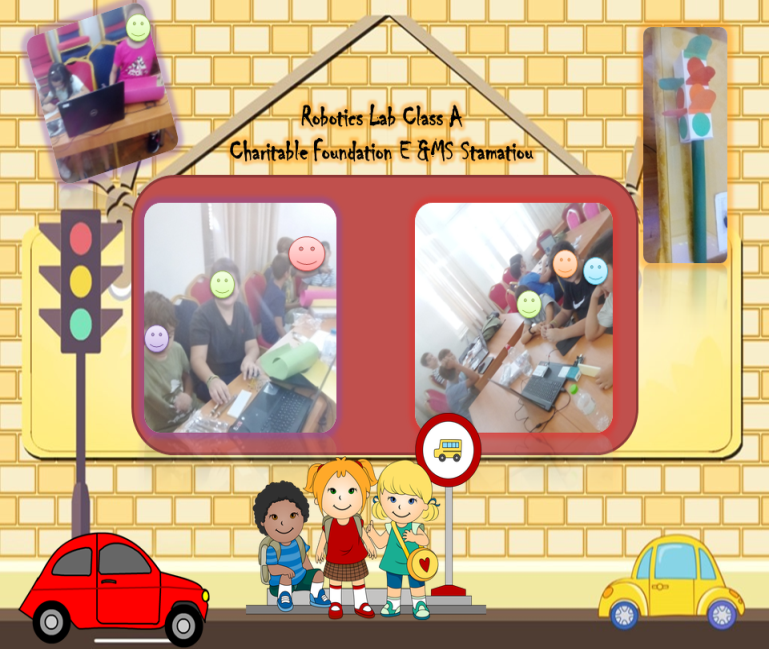 Robotics Lab Class A
Charitable Foundation E &MS Stamatiou